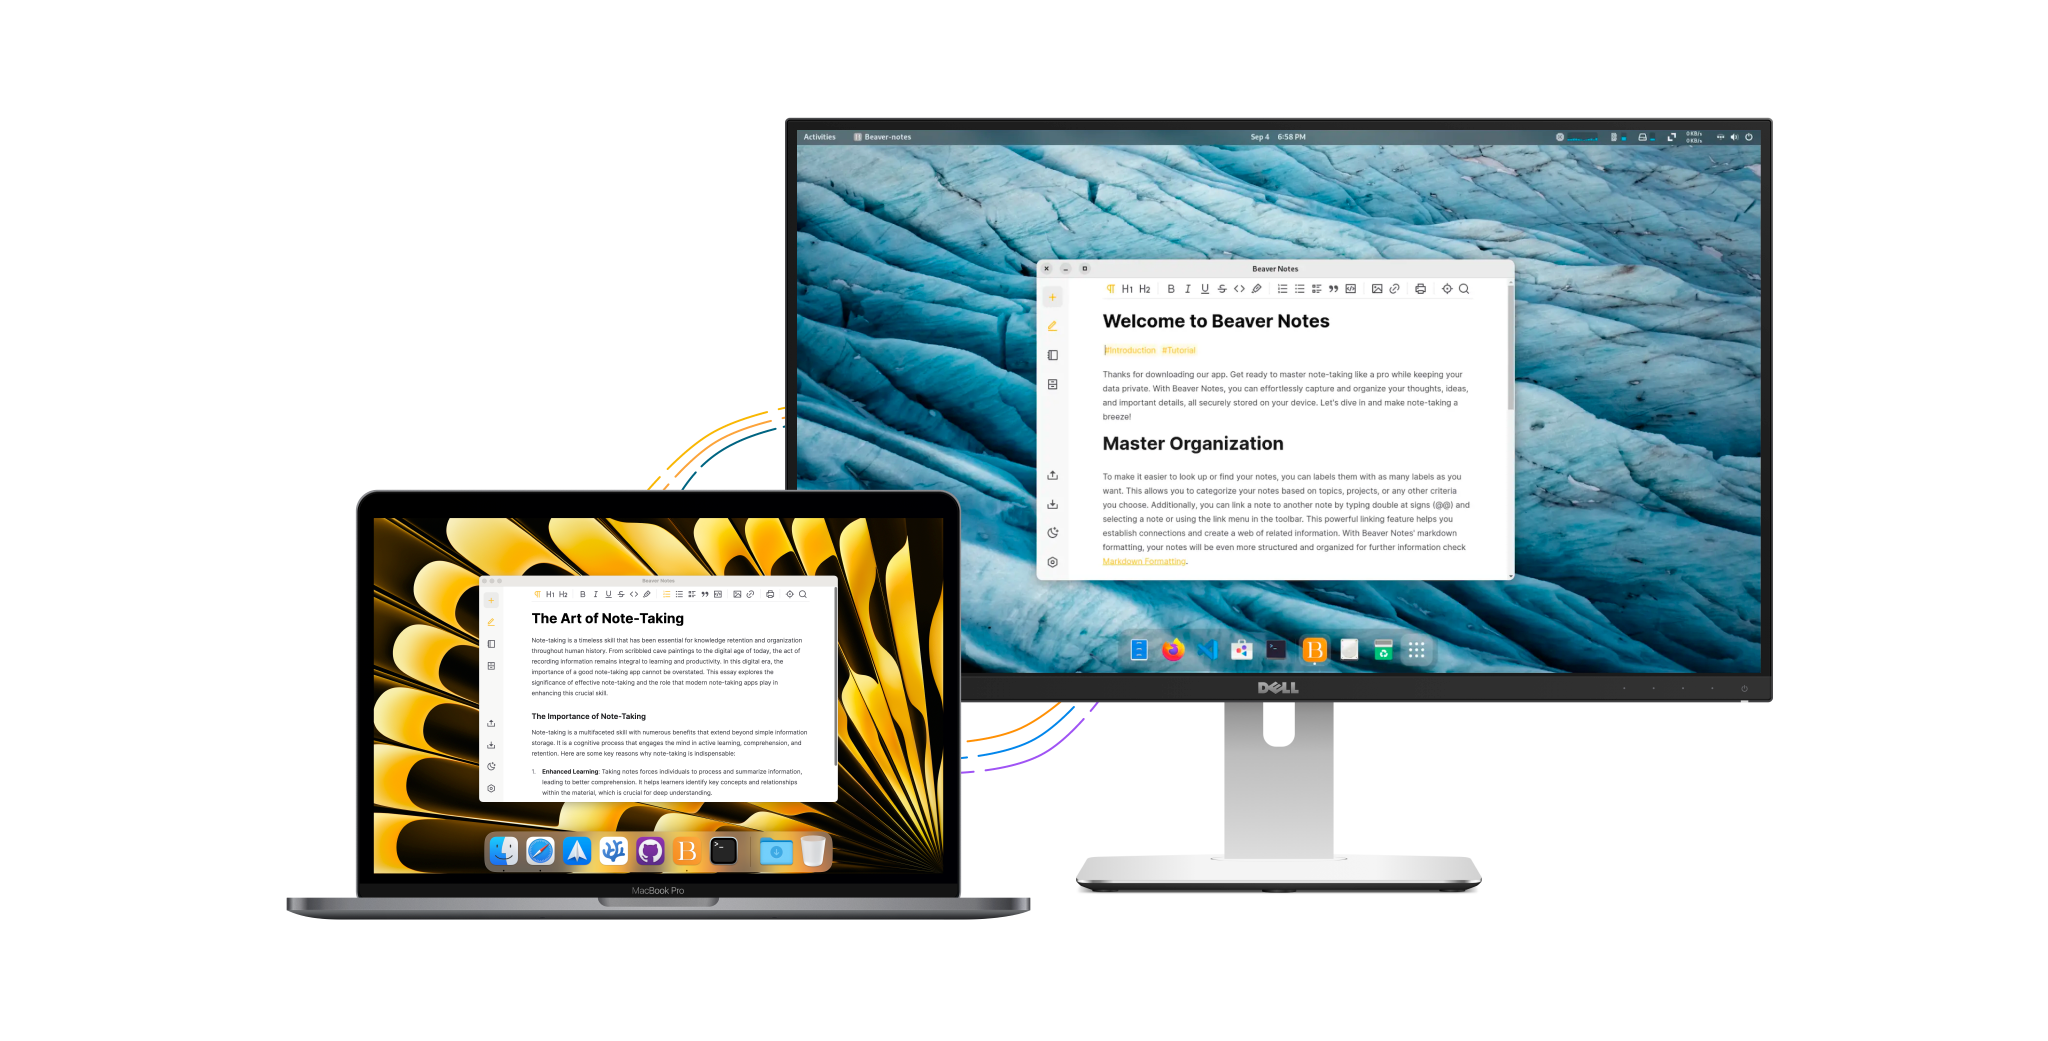 Activities Beaver-notes Sep 4 6:58 PM 0 KB/s
0 KB/s
Beaver Notes
H1 H2 B I U S
Welcome to Beaver Notes
#Introduction #Tutorial
Thanks for downloading our app. Get ready to master note-taking like a pro while keeping your
data private. With Beaver Notes, you can effortlessly capture and organize your thoughts, ideas,
and important details, all securely stored on your device. Let's dive in and make note-taking a
breeze!
Master Organization
To make it easier to look up or find your notes, you can labels them with as many labels as you
want. This allows you to categorize your notes based on topics, projects, or any other criteria
you choose. Additionally, you can link a note to another note by typing double at signs (@@) and
selecting a note or using the link menu in the toolbar. This powerful linking feature helps you
establish connections and create a web of related information. With Beaver Notes' markdown
formatting, your notes will be even more structured and organized for further information check
Markdown Formatting.
B
DELL
Beaver Notes
H1 H2 B I U S
The Art of Note-Taking
Note-taking is a timeless skill that has been essential for knowledge retention and organization
throughout human history. From scribbled cave paintings to the digital age of today, the act of
recording information remains integral to learning and productivity. In this digital era, the
importance of a good note-taking app cannot be overstated. This essay explores the
significance of effective note-taking and the role that modern note-taking apps play in
enhancing this crucial skill.
The Importance of Note-Taking
Note-taking is a multifaceted skill with numerous benefits that extend beyond simple information
storage. It is a cognitive process that engages the mind in active learning, comprehension, and
retention. Here are some key reasons why note-taking is indispensable:
1. Enhanced Learning: Taking notes forces individuals to process and summarize information,
leading to better comprehension. It helps learners identify key concepts and relationships
within the material, which is crucial for deep understanding.
B
MacBook Pro